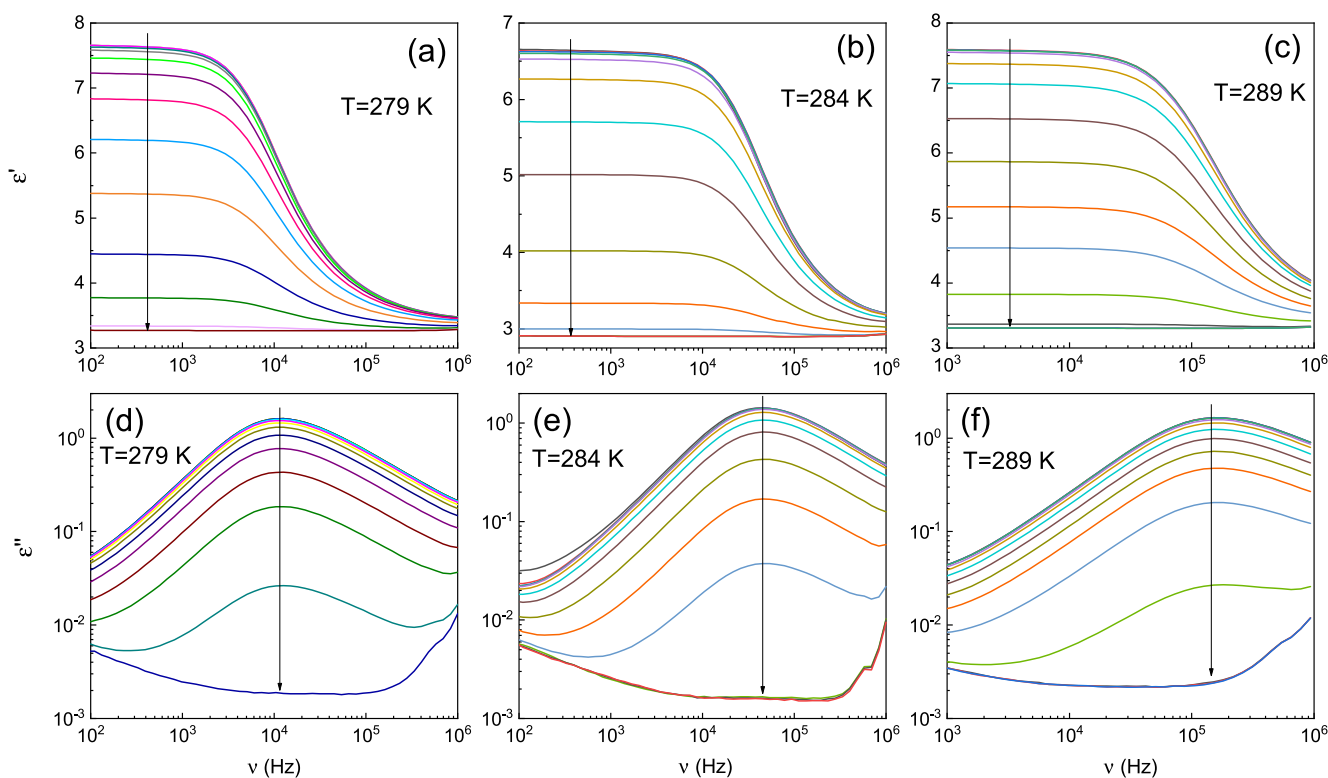 8
7
6
5
4
3
ε'
(a)
T=279 K
10² 10³ 10⁴ 10⁵ 10⁶
7
6
5
4
3
(b)
T=284 K
10² 10³ 10⁴ 10⁵ 10⁶
8
7
6
5
4
3
(c)
T=289 K
10³ 10⁴ 10⁵ 10⁶
10⁰
10⁻¹
10⁻²
10⁻³
ε"
(d)
T=279 K
10² 10³ 10⁴ 10⁵ 10⁶
ν (Hz)
10⁰
10⁻¹
10⁻²
10⁻³
(e)
T=284 K
10² 10³ 10⁴ 10⁵ 10⁶
ν (Hz)
10⁰
10⁻¹
10⁻²
10⁻³
(f)
T=289 K
10³ 10⁴ 10⁵ 10⁶
ν (Hz)